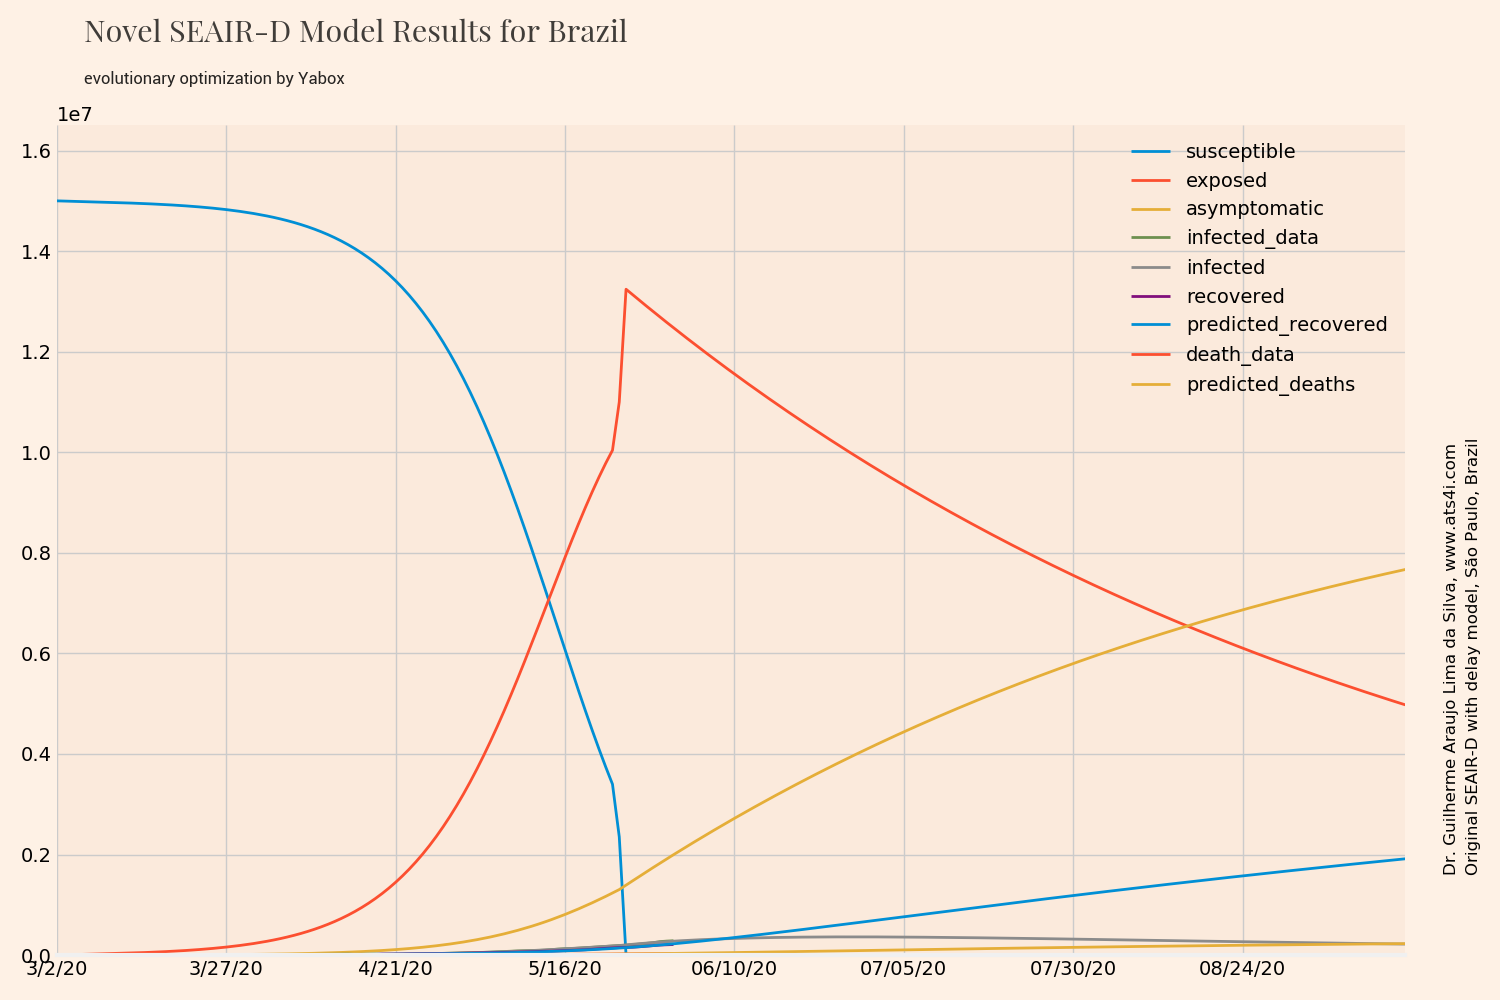 Novel SEAIR-D Model Results for Brazil
evolutionary optimization by Yabox
1e7
1.6
1.4
1.2
1.0
0.8
0.6
0.4
0.2
0.0
3/2/20
3/27/20
4/21/20
5/16/20
06/10/20
07/05/20
07/30/20
08/24/20
susceptible
exposed
asymptomatic
infected_data
infected
recovered
predicted_recovered
death_data
predicted_deaths
Dr. Guilherme Araujo Lima da Silva, www.ats4i.com
Original SEAIR-D with delay model, São Paulo, Brazil